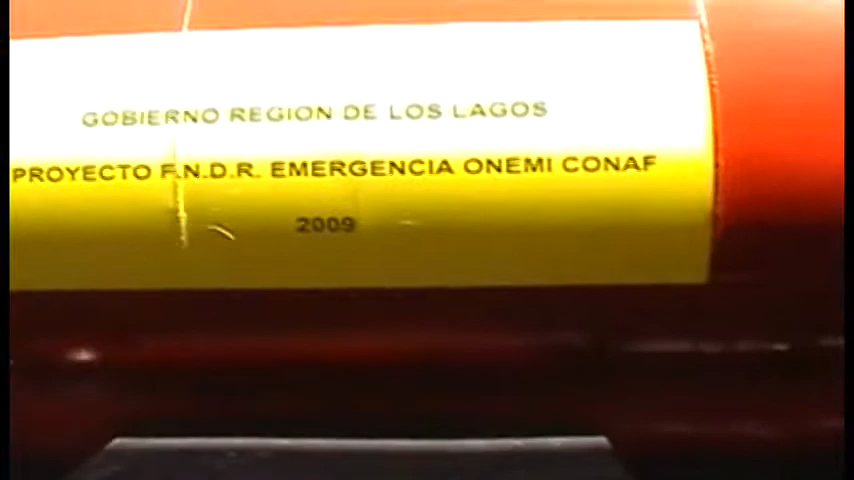 GOBIERNO REGION DE LOS LAGOS
PROYECTO F.N.D.R. EMERGENCIA ONEMI CONAF
2009